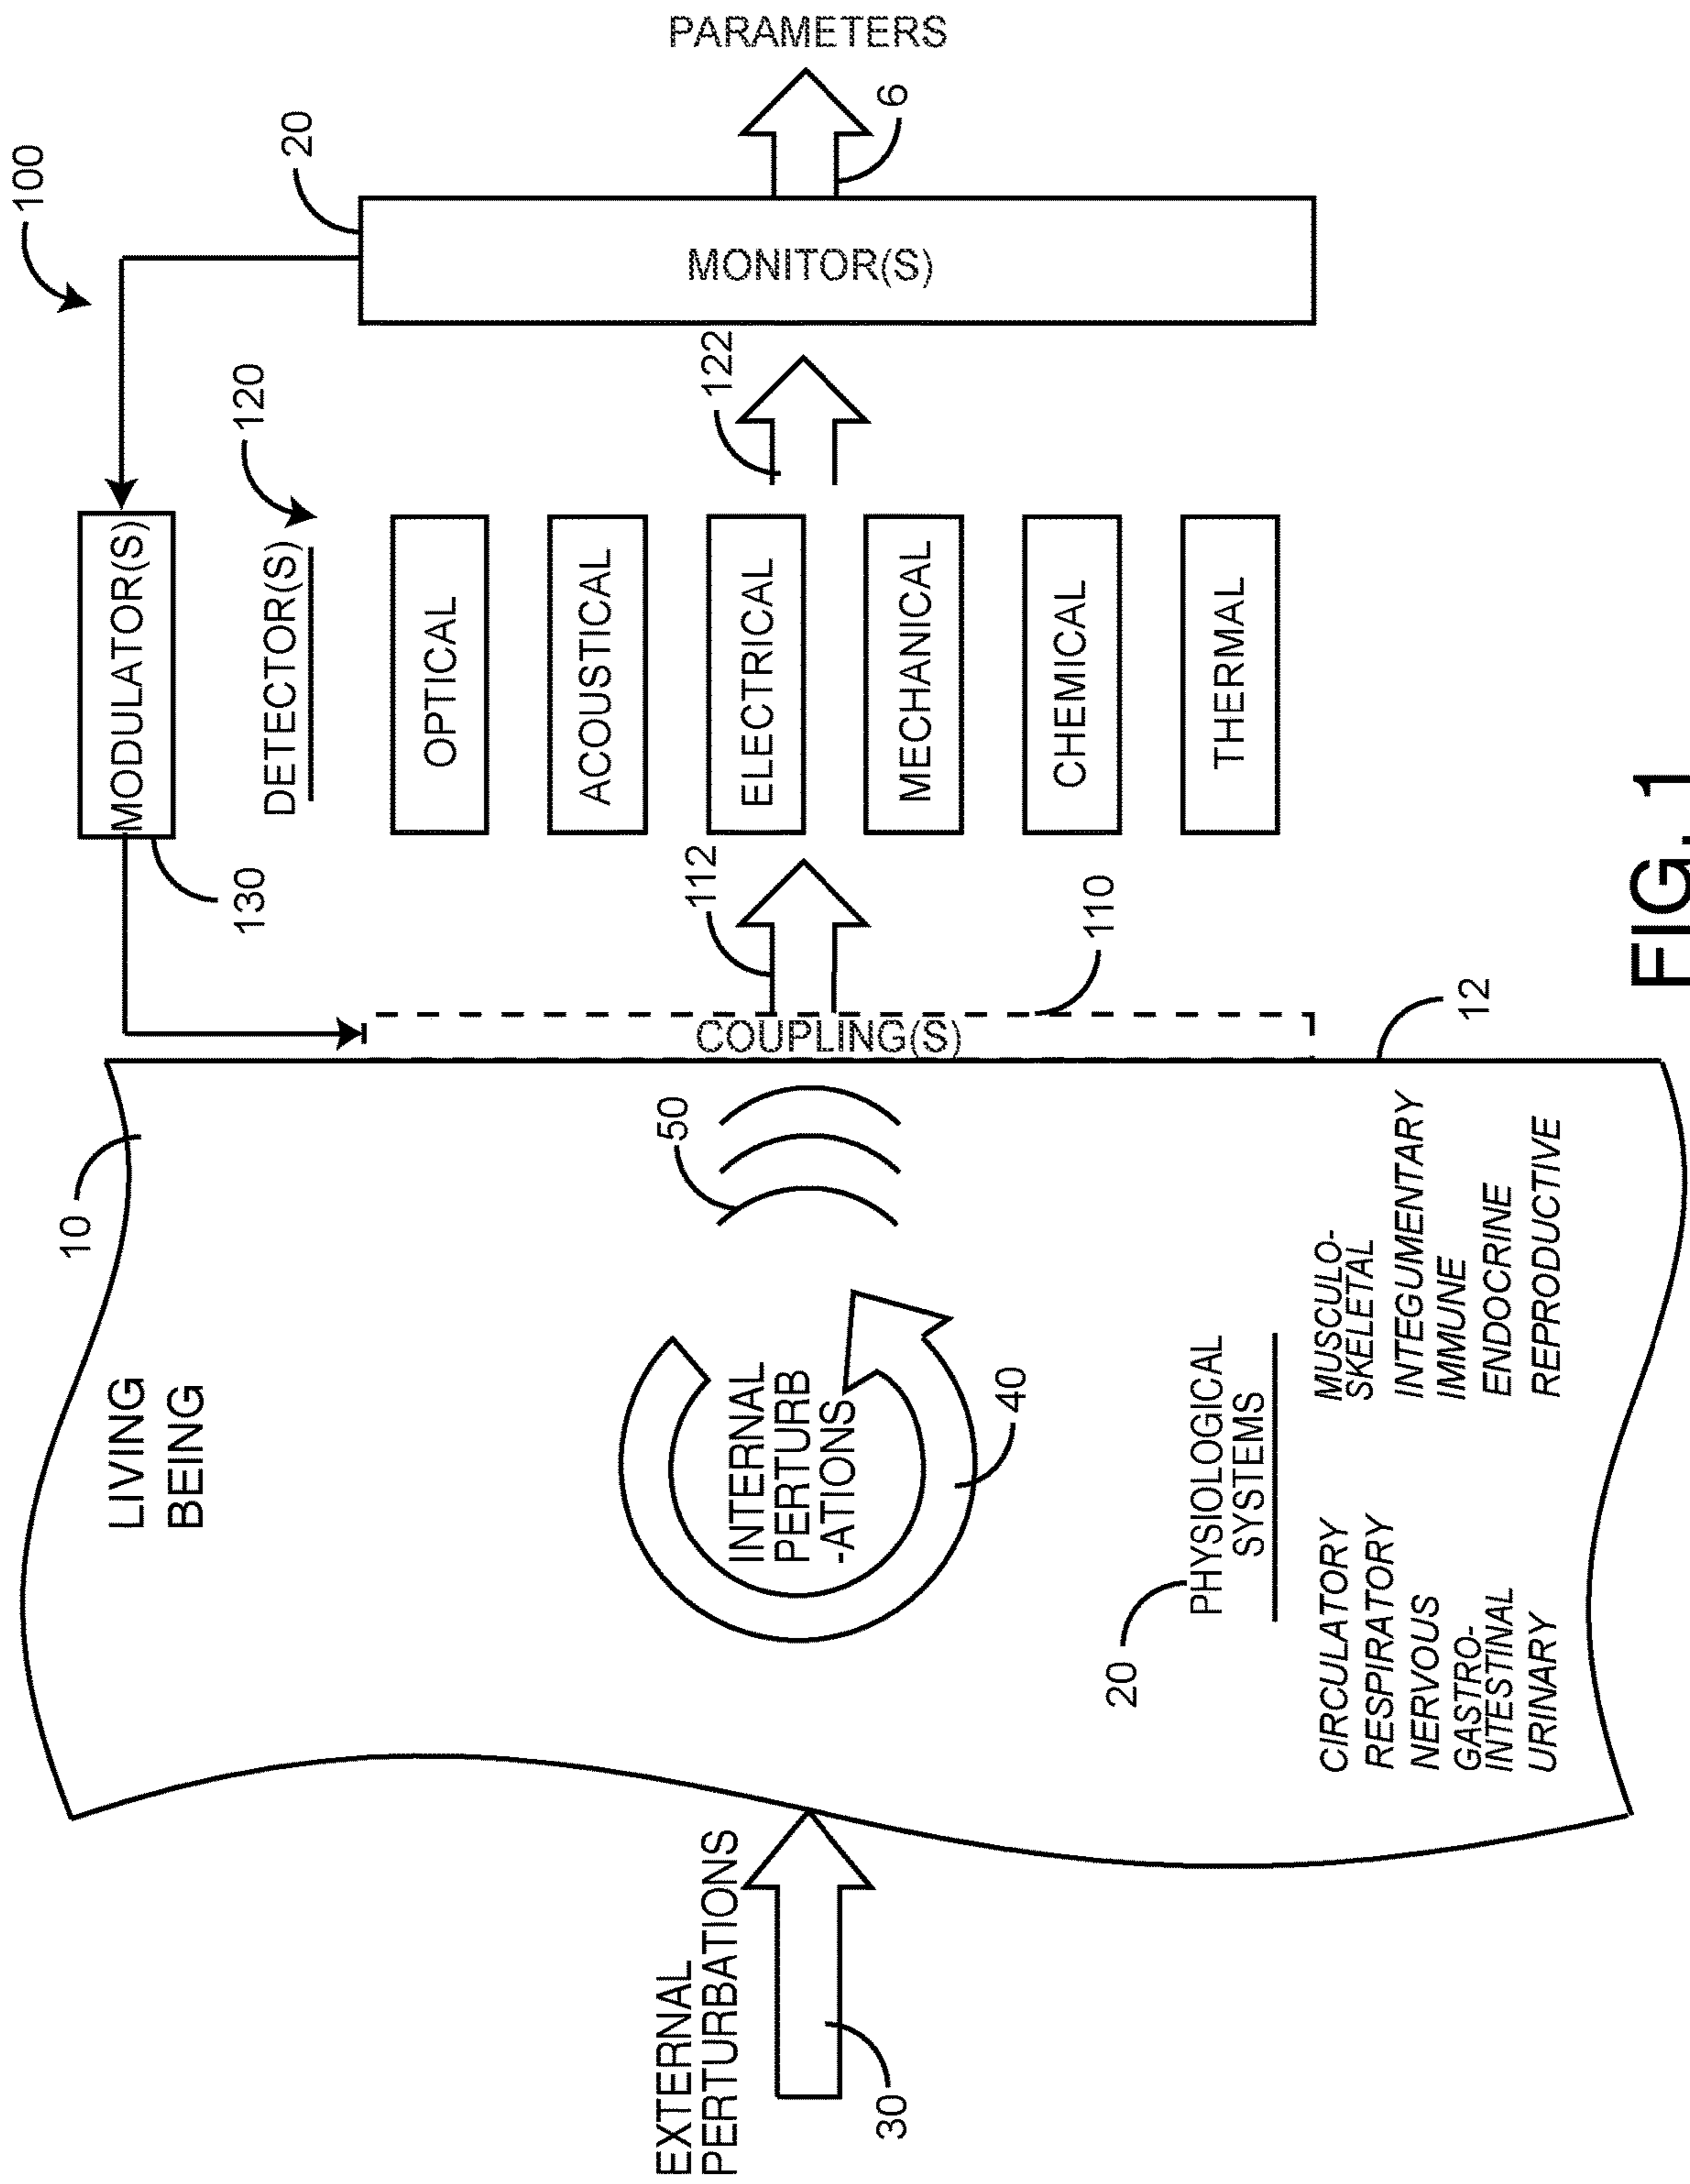 LIVING
BEING
10
EXTERNAL
PERTURBATIONS
30
INTERNAL
PERTURB
-ATIONS
40
50
20
PHYSIOLOGICAL
SYSTEMS
CIRCULATORY
RESPIRATORY
NERVOUS
GASTRO-
INTESTINAL
URINARY
MUSCULO-
SKELETAL
INTEGUMENTARY
IMMUNE
ENDOCRINE
REPRODUCTIVE
12
COUPLING(S)
110
112
MODULATOR(S)
130
DETECTOR(S)
120
OPTICAL
ACOUSTICAL
ELECTRICAL
MECHANICAL
CHEMICAL
THERMAL
122
100
20
MONITOR(S)
6
PARAMETERS
FIG. 1